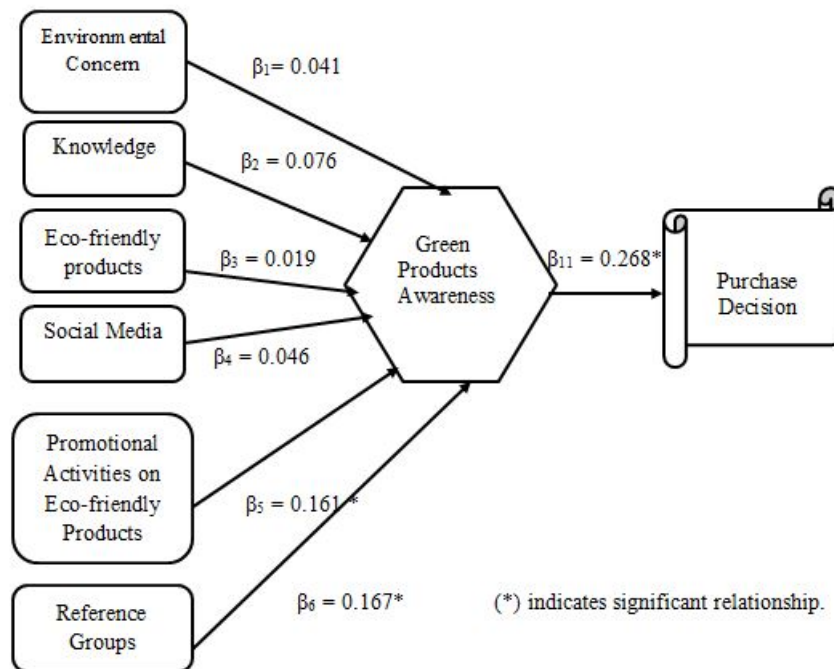 Environmental
Concern
β1= 0.041
Knowledge
β2 = 0.076
Eco-friendly
products
β3 = 0.019
Social Media
β4 = 0.046
Green
Products
Awareness
β11 = 0.268*
Purchase
Decision
Promotional
Activities on
Eco-friendly
Products
β5 = 0.161 *
Reference
Groups
β6 = 0.167*
(*) indicates significant relationship.